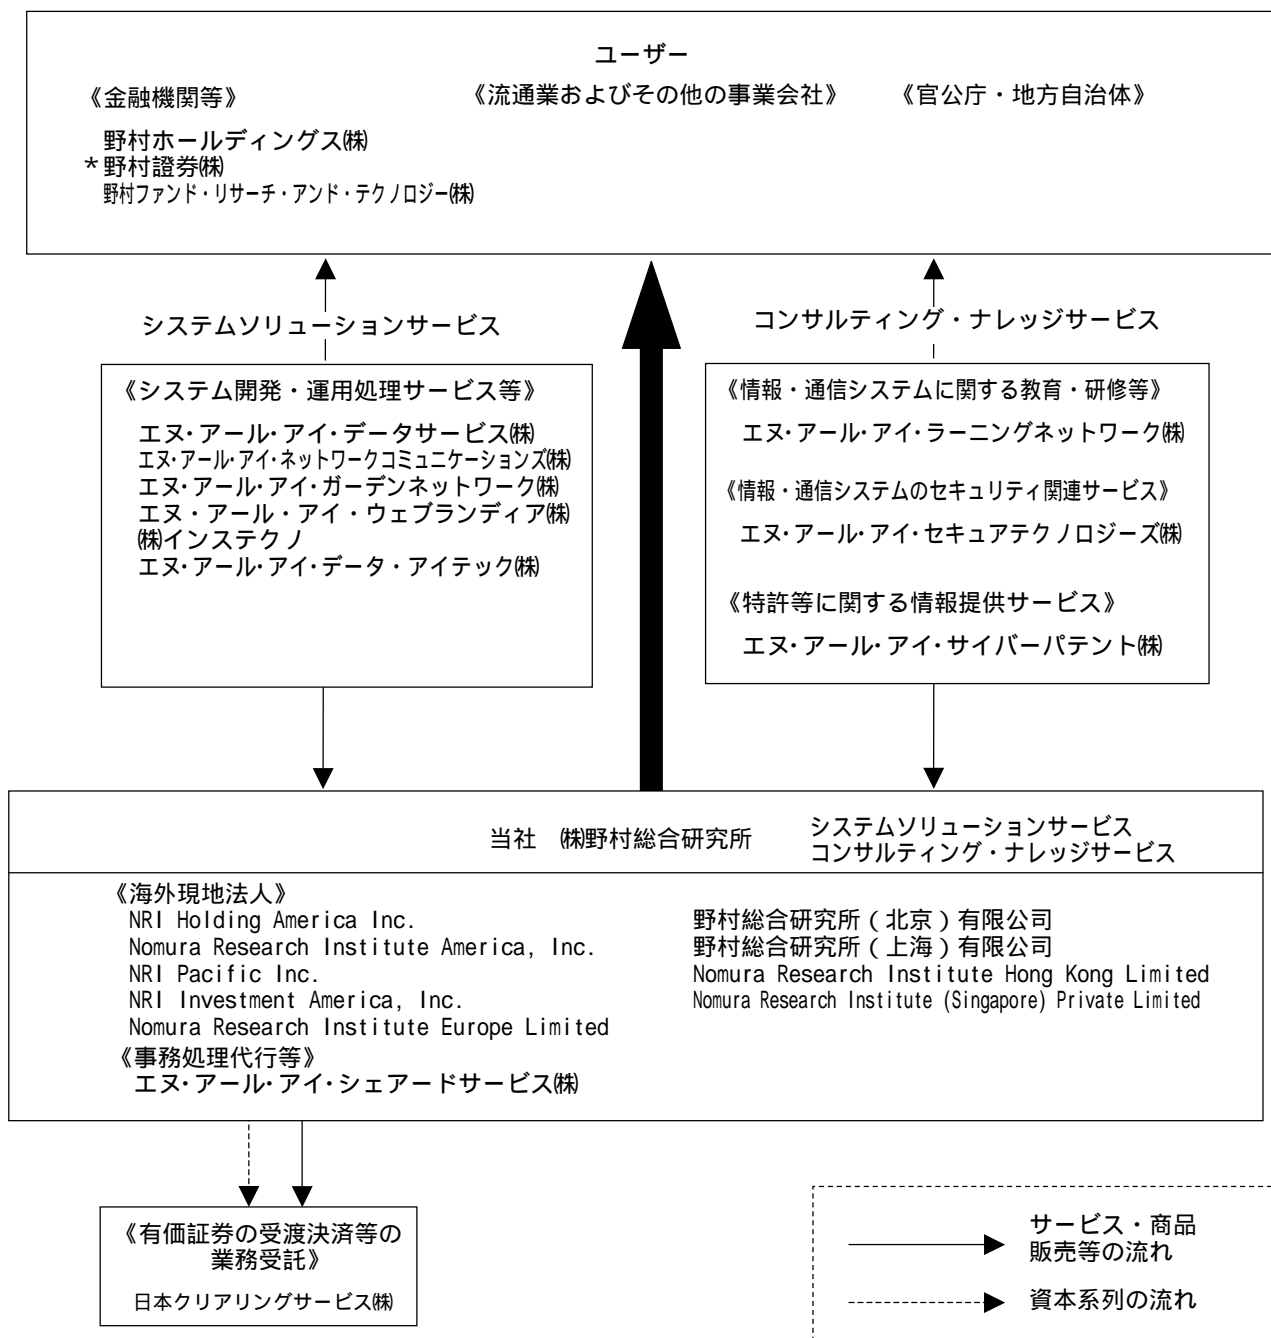 ユーザー
《金融機関等》
《流通業およびその他の事業会社》
《官公庁・地方自治体》
野村ホールディングス㈱
*野村證券㈱
野村ファンド・リサーチ・アンド・テクノロジー㈱
システムソリューションサービス
コンサルティング・ナレッジサービス
《システム開発・運用処理サービス等》
エヌ・アール・アイ・データサービス㈱
エヌ・アール・アイ・ネットワークコミュニケーションズ㈱
エヌ・アール・アイ・ガーデンネットワーク㈱
エヌ・アール・アイ・ウェブランディア㈱
㈱インステクノ
エヌ・アール・アイ・データ・アイテック㈱
《情報・通信システムに関する教育・研修等》
エヌ・アール・アイ・ラーニングネットワーク㈱
《情報・通信システムのセキュリティ関連サービス》
エヌ・アール・アイ・セキュアテクノロジーズ㈱
《特許等に関する情報提供サービス》
エヌ・アール・アイ・サイバーパテント㈱
当社 ㈱野村総合研究所
システムソリューションサービス
コンサルティング・ナレッジサービス
《海外現地法人》
NRI Holding America Inc.
Nomura Research Institute America, Inc.
NRI Pacific Inc.
NRI Investment America, Inc.
Nomura Research Institute Europe Limited
野村総合研究所（北京）有限公司
野村総合研究所（上海）有限公司
Nomura Research Institute Hong Kong Limited
Nomura Research Institute (Singapore) Private Limited
《事務処理代行等》
エヌ・アール・アイ・シェアードサービス㈱
《有価証券の受渡決済等の
業務受託》
日本クリアリングサービス㈱
サービス・商品
販売等の流れ
資本系列の流れ